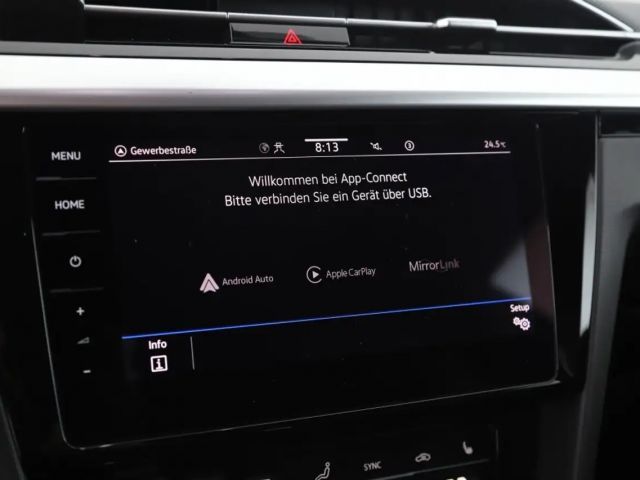 MENU
HOME
Gewerbestraße
8:13
3
24.5°C
Willkommen bei App-Connect
Bitte verbinden Sie ein Gerät über USB.
Android Auto
Apple CarPlay
MirrorLink
Info
Setup
+
-
SYNC